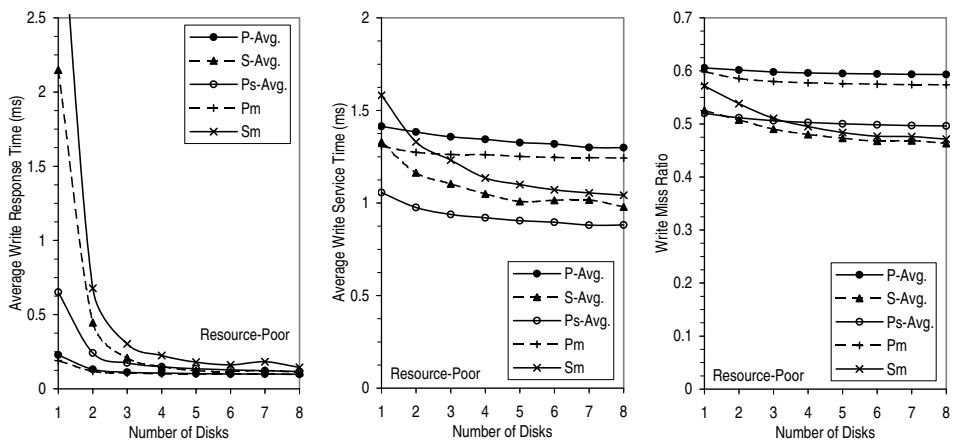 Average Write Response Time (ms)
2.5
2
1.5
1
0.5
0
P-Avg.
S-Avg.
Ps-Avg.
Pm
Sm
Resource-Poor
1 2 3 4 5 6 7 8
Number of Disks
Average Write Service Time (ms)
2
1.5
1
0.5
0
P-Avg.
S-Avg.
Ps-Avg.
Pm
Sm
Resource-Poor
1 2 3 4 5 6 7 8
Number of Disks
Write Miss Ratio
0.7
0.6
0.5
0.4
0.3
0.2
0.1
0.0
P-Avg.
S-Avg.
Ps-Avg.
Pm
Sm
Resource-Poor
1 2 3 4 5 6 7 8
Number of Disks